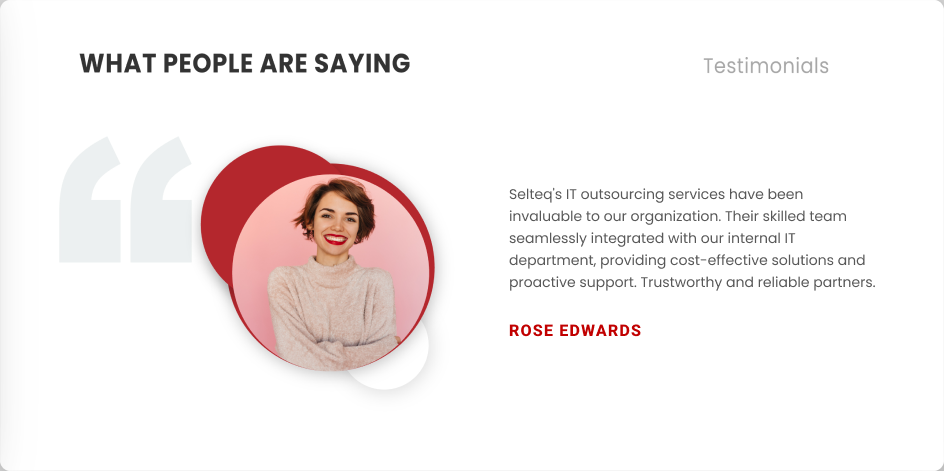 WHAT PEOPLE ARE SAYING
Testimonials
“
Selteq's IT outsourcing services have been
invaluable to our organization. Their skilled team
seamlessly integrated with our internal IT
department, providing cost-effective solutions and
proactive support. Trustworthy and reliable partners.
ROSE EDWARDS